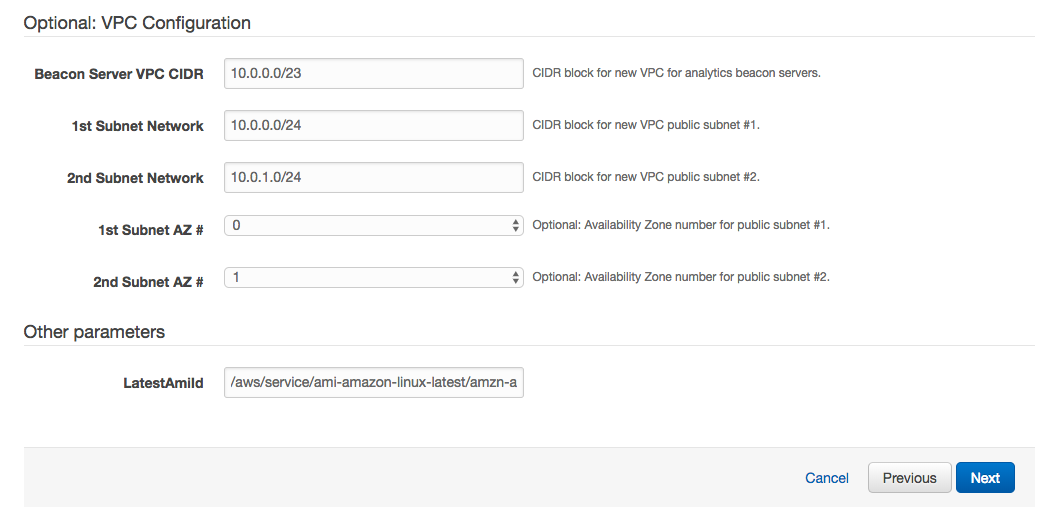 Optional: VPC Configuration
Beacon Server VPC CIDR 10.0.0.0/23 CIDR block for new VPC for analytics beacon servers.
1st Subnet Network 10.0.0.0/24 CIDR block for new VPC public subnet #1.
2nd Subnet Network 10.0.1.0/24 CIDR block for new VPC public subnet #2.
1st Subnet AZ # 0 Optional: Availability Zone number for public subnet #1.
2nd Subnet AZ # 1 Optional: Availability Zone number for public subnet #2.
Other parameters
LatestAmiId /aws/service/ami-amazon-linux-latest/amzn-a
Cancel Previous Next